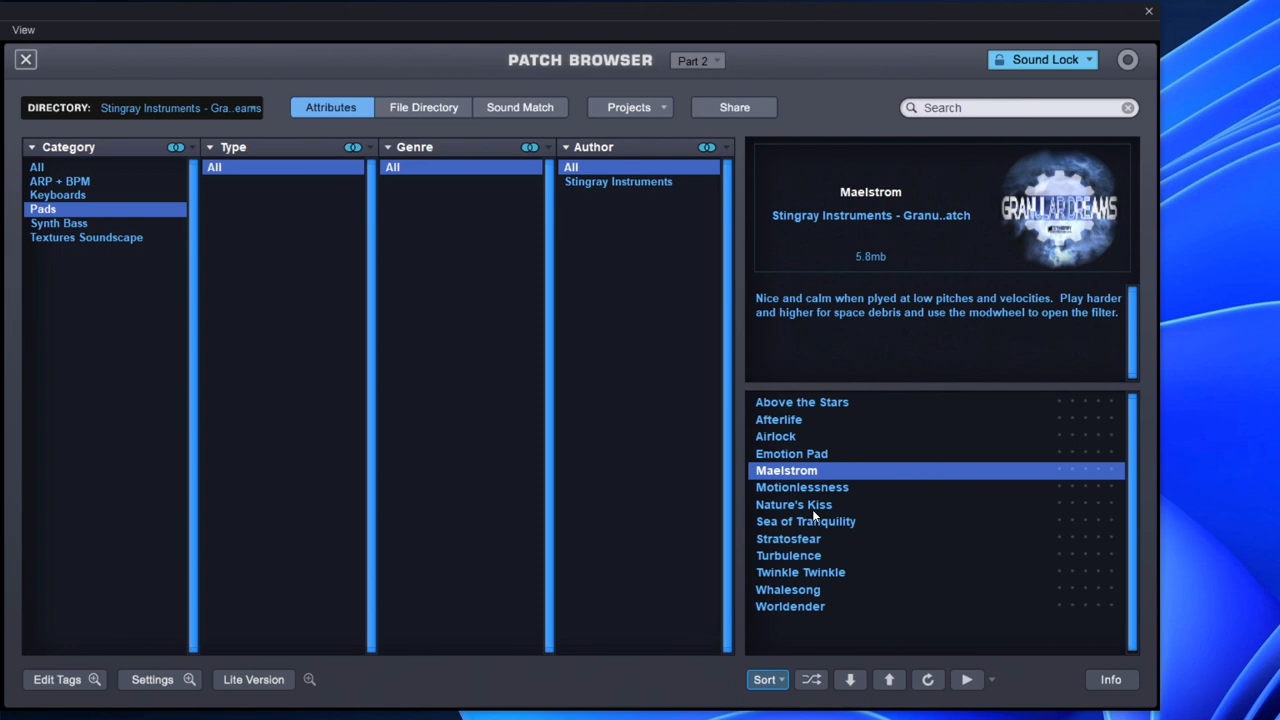 View
PATCH BROWSER
Part 2
Sound Lock
DIRECTORY: Stingray Instruments - Gra..eams
Attributes
File Directory
Sound Match
Projects
Share
Search
Category
Type
Genre
Author
All
ARP + BPM
Keyboards
Pads
Synth Bass
Textures Soundscape
All
All
All
Stingray Instruments
Maelstrom
Stingray Instruments - Granu..atch
5.8mb
GRANULAR DREAMS
Nice and calm when plyed at low pitches and velocities. Play harder
and higher for space debris and use the modwheel to open the filter.
Above the Stars
Afterlife
Airlock
Emotion Pad
Maelstrom
Motionlessness
Nature's Kiss
Sea of Tranquility
Stratosfear
Turbulence
Twinkle Twinkle
Whalesong
Worldender
Edit Tags
Settings
Lite Version
Sort
Info